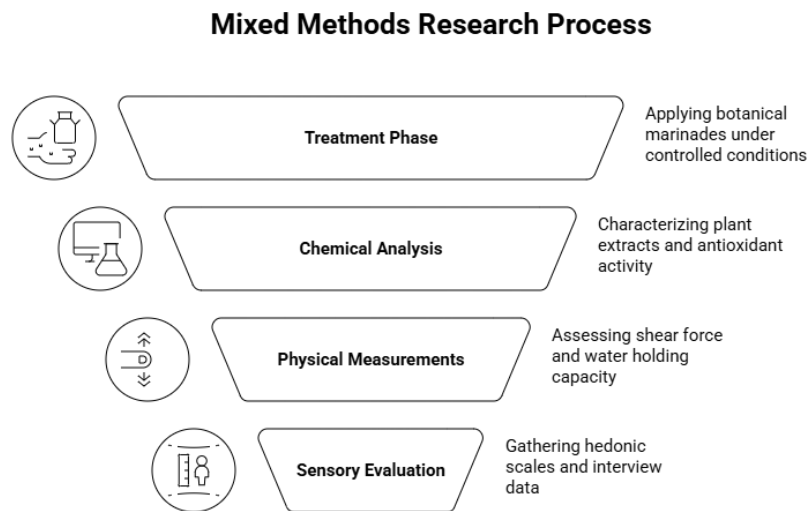 Mixed Methods Research Process
Treatment Phase
Applying botanical
marinades under
controlled conditions
Chemical Analysis
Characterizing plant
extracts and antioxidant
activity
Physical Measurements
Assessing shear force
and water holding
capacity
Sensory Evaluation
Gathering hedonic
scales and interview
data